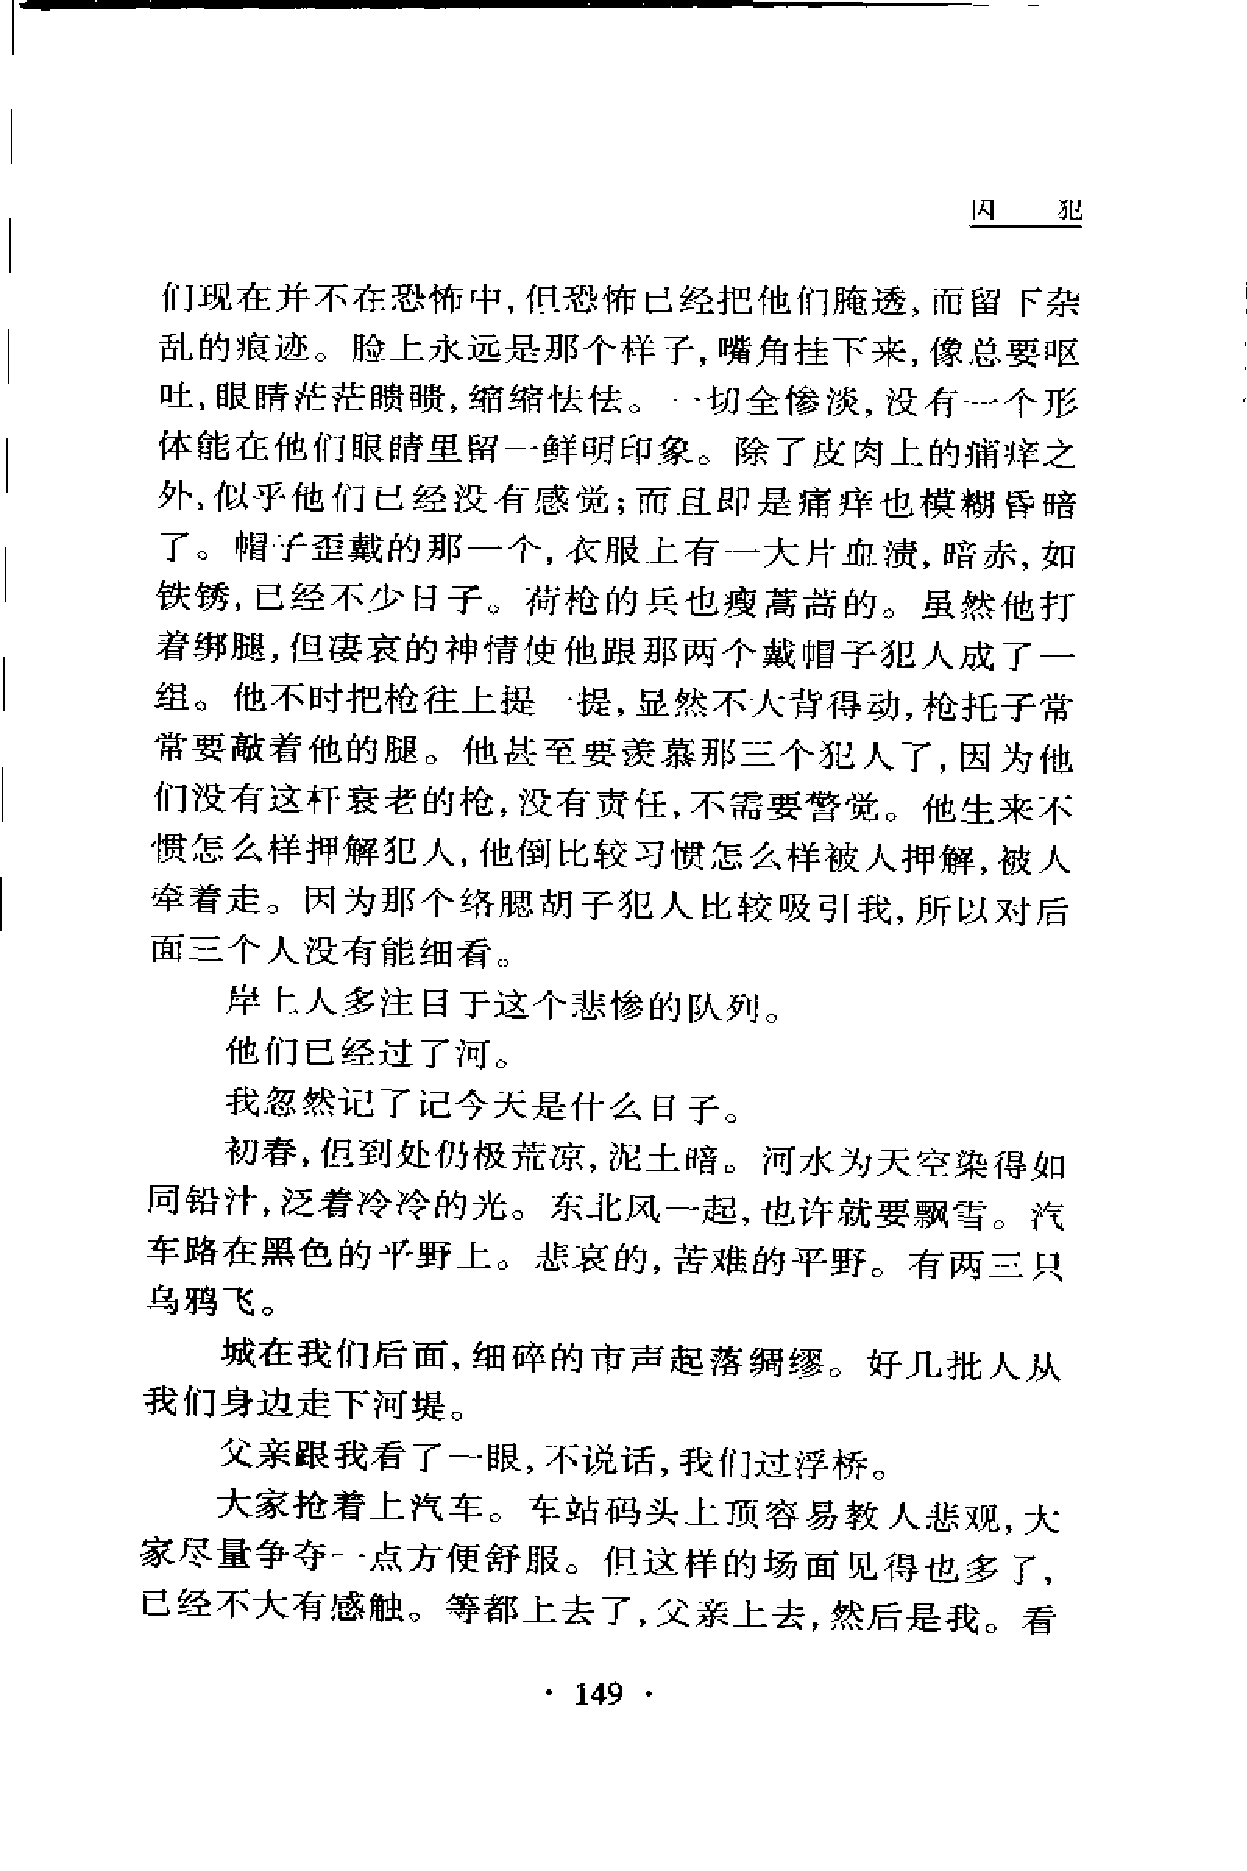 囚 犯
们现在并不在恐怖中,但恐怖已经把他们腌透,而留下杂
乱的痕迹。脸上永远是那个样子,嘴角挂下来,像总要呕
吐,眼睛茫茫瞆瞆,缩缩怯怯。一切全惨淡,没有一个形
体能在他们眼睛里留一鲜明印象。除了皮肉上的痛痒之
外,似乎他们已经没有感觉;而且即是痛痒也模糊昏暗
了。帽子歪戴的那一个,衣服上有一大片血渍,暗赤,如
铁锈,已经不少日子。荷枪的兵也瘦蒿蒿的。虽然他打
着绑腿,但凄哀的神情使他跟那两个戴帽子犯人成了一
组。他不时把枪往上提一提,显然不大背得动,枪托子常
常要敲着他的腿。他甚至要羡慕那三个犯人了,因为他
们没有这杆衰老的枪,没有责任,不需要警觉。他生来不
惯怎么样押解犯人,他倒比较习惯怎么样被人押解,被人
牵着走。因为那个络腮胡子犯人比较吸引我,所以对后
面三个人没有能细看。
岸上人多注目于这个悲惨的队列。
他们已经过了河。
我忽然记了记今天是什么日子。
初春,但到处仍极荒凉,泥土暗。河水为天空染得如
同铅汁,泛着冷冷的光。东北风一起,也许就要飘雪。汽
车路在黑色的平野上。悲哀的,苦难的平野。有两三只
乌鸦飞。
城在我们后面,细碎的市声起落绸缪。好几批人从
我们身边走下河堤。
父亲跟我看了一眼,不说话,我们过浮桥。
大家抢着上汽车。车站码头上顶容易教人悲观,大
家尽量争夺一点方便舒服。但这样的场面见得也多了,
已经不大有感触。等都上去了,父亲上去,然后是我。看
· 149 ·